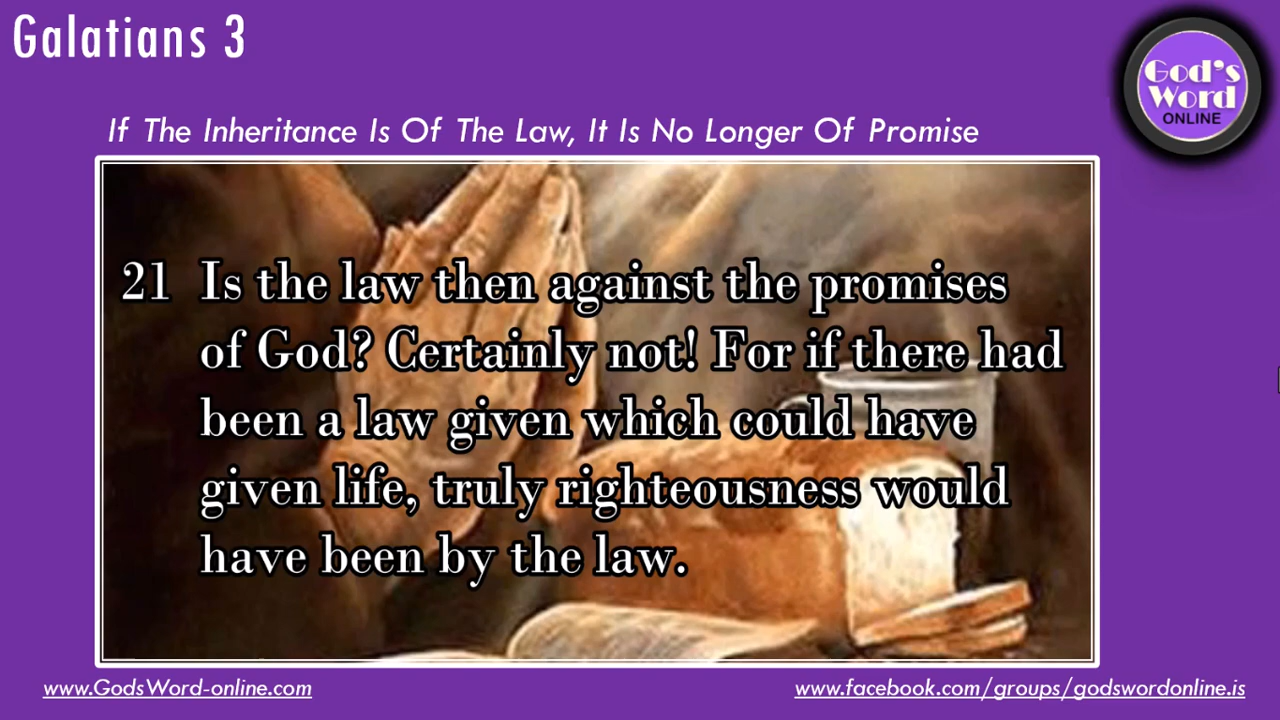 Galatians 3
God's
Word
ONLINE
If The Inheritance Is Of The Law, It Is No Longer Of Promise
21 Is the law then against the promises
of God? Certainly not! For if there had
been a law given which could have
given life, truly righteousness would
have been by the law.
www.GodsWord-online.com
www.facebook.com/groups/godswordonline.is